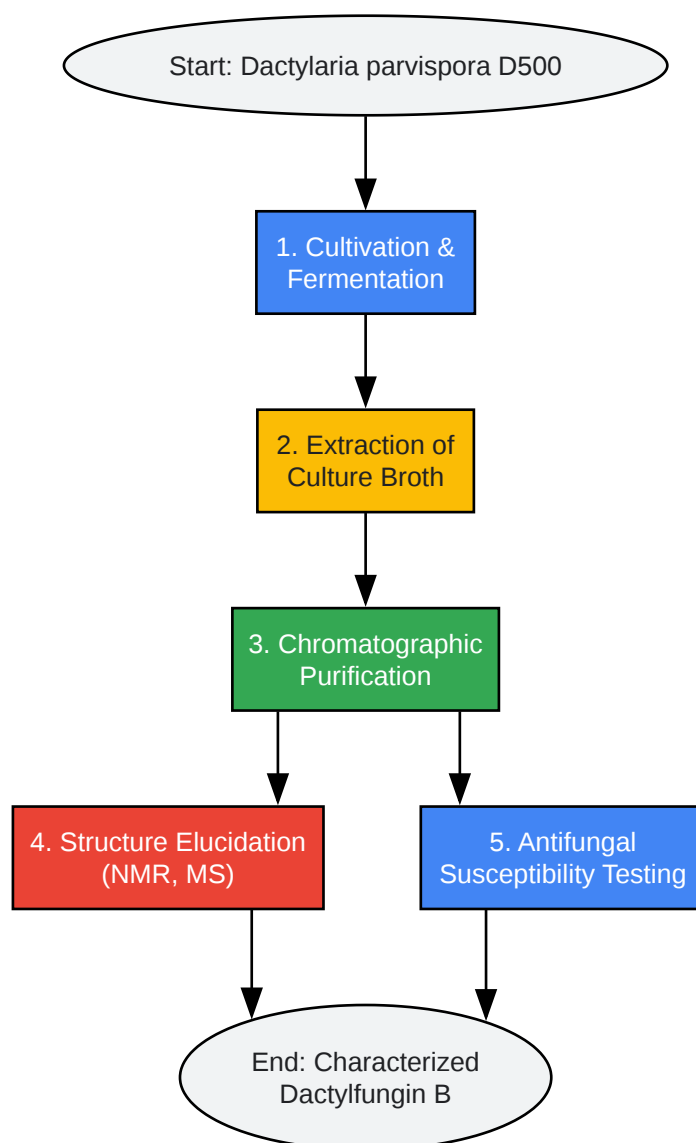 Start: Dactylaria parvispora D500
1. Cultivation &
Fermentation
2. Extraction of
Culture Broth
3. Chromatographic
Purification
4. Structure Elucidation
(NMR, MS)
5. Antifungal
Susceptibility Testing
End: Characterized
Dactylfungin B